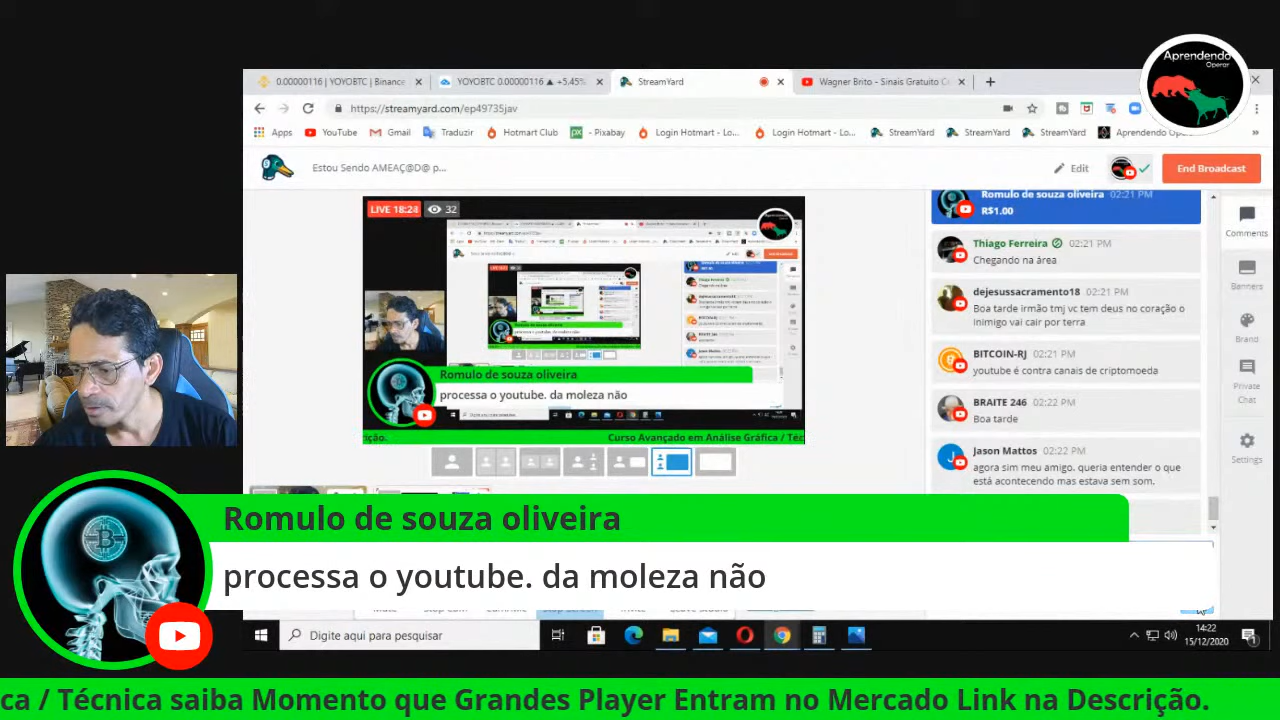 Aprendendo
Operar
0.00000116 | YOYOBTC | Binance
YOYOBTC 0.00000116 ▲ +5.45%
StreamYard
Wagner Brito - Sinais Gratuito
https://streamyard.com/ep49735jav
Apps
YouTube
Gmail
Traduzir
Hotmart Club
- Pixabay
Login Hotmart - Lo...
Login Hotmart - Lo...
StreamYard
StreamYard
StreamYard
Aprendendo
Estou Sendo AMEAÇ@D@ p...
Edit
End Broadcast
LIVE 18:24
32
Romulo de souza oliveira
processa o youtube. da moleza não
ição.
Curso Avançado em Análise Gráfica / Téc
Romulo de souza oliveira 02:21 PM
R$1.00
Thiago Ferreira 02:21 PM
Chegando na área
dejesussacramento18 02:21 PM
Boa tarde irmão tmj vc tem deus no coração o
inimigo vai cair por terra
BITCOIN-RJ 02:21 PM
youtube é contra canais de criptomoeda
BRAITE 246 02:22 PM
Boa tarde
Jason Mattos 02:22 PM
agora sim meu amigo. queria entender o que
está acontecendo mas estava sem som.
Comments
Banners
Brand
Private
Chat
Settings
Romulo de souza oliveira
processa o youtube. da moleza não
Digite aqui para pesquisar
14:22
15/12/2020
ca / Técnica saiba Momento que Grandes Player Entram no Mercado Link na Descrição.